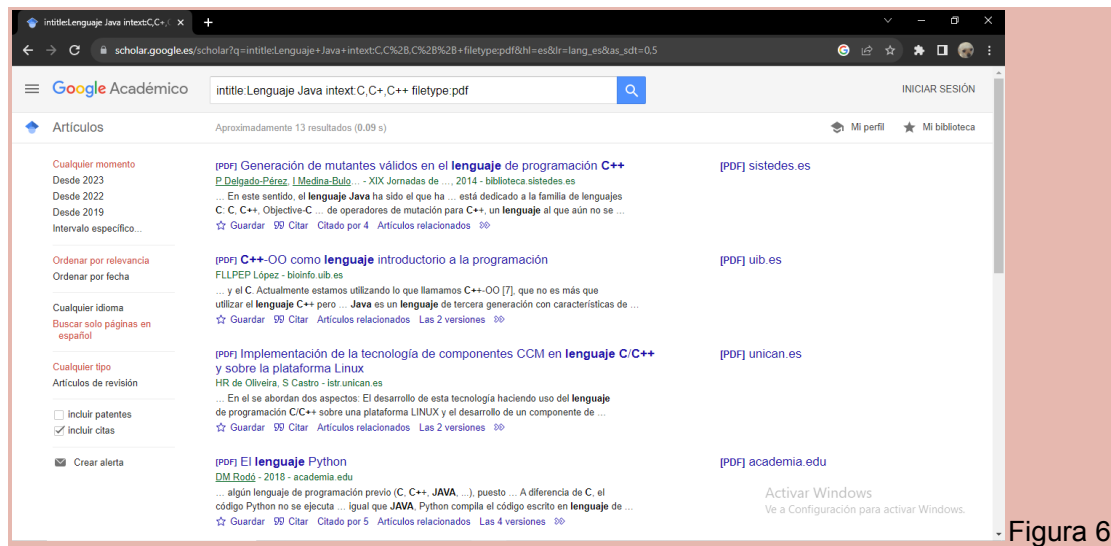 intitle:Lenguaje Java intext:C,C+,C
scholar.google.es/scholar?q=intitle:Lenguaje+Java+intext:C,C%2B,C%2B%2B+filetype:pdf&hl=es&lr=lang_es&as_sdt=0,5
Google Académico
intitle:Lenguaje Java intext:C,C+,C++ filetype:pdf
INICIAR SESIÓN
Artículos
Aproximadamente 13 resultados (0.09 s)
Mi perfil
Mi biblioteca
Cualquier momento
Desde 2023
Desde 2022
Desde 2019
Intervalo específico...
Ordenar por relevancia
Ordenar por fecha
Cualquier idioma
Buscar solo páginas en
español
Cualquier tipo
Artículos de revisión
incluir patentes
incluir citas
Crear alerta
[PDF] Generación de mutantes válidos en el lenguaje de programación C++
P Delgado-Pérez, I Medina-Bulo... - XIX Jornadas de …, 2014 - biblioteca.sistedes.es
… En este sentido, el lenguaje Java ha sido el que ha … está dedicado a la familia de lenguajes
C: C, C++, Objective-C … de operadores de mutación para C++, un lenguaje al que aún no se …
Guardar Citar Citado por 4 Artículos relacionados
[PDF] sistedes.es
[PDF] C++-OO como lenguaje introductorio a la programación
FLLPEP López - bioinfo.uib.es
… y el C. Actualmente estamos utilizando lo que llamamos C++-OO [7], que no es más que
utilizar el lenguaje C++ pero … Java es un lenguaje de tercera generación con características de …
Guardar Citar Artículos relacionados Las 2 versiones
[PDF] uib.es
[PDF] Implementación de la tecnología de componentes CCM en lenguaje C/C++
y sobre la plataforma Linux
HR de Oliveira, S Castro - istr.unican.es
… En el se abordan dos aspectos: El desarrollo de esta tecnología haciendo uso del lenguaje
de programación C/C++ sobre una plataforma LINUX y el desarrollo de un componente de …
Guardar Citar Artículos relacionados Las 2 versiones
[PDF] unican.es
[PDF] El lenguaje Python
DM Rodó - 2018 - academia.edu
… algún lenguaje de programación previo (C, C++, JAVA, ...), puesto … A diferencia de C, el
código Python no se ejecuta … igual que JAVA, Python compila el código escrito en lenguaje de …
Guardar Citar Citado por 5 Artículos relacionados Las 4 versiones
[PDF] academia.edu
Activar Windows
Ve a Configuración para activar Windows.
Figura 6